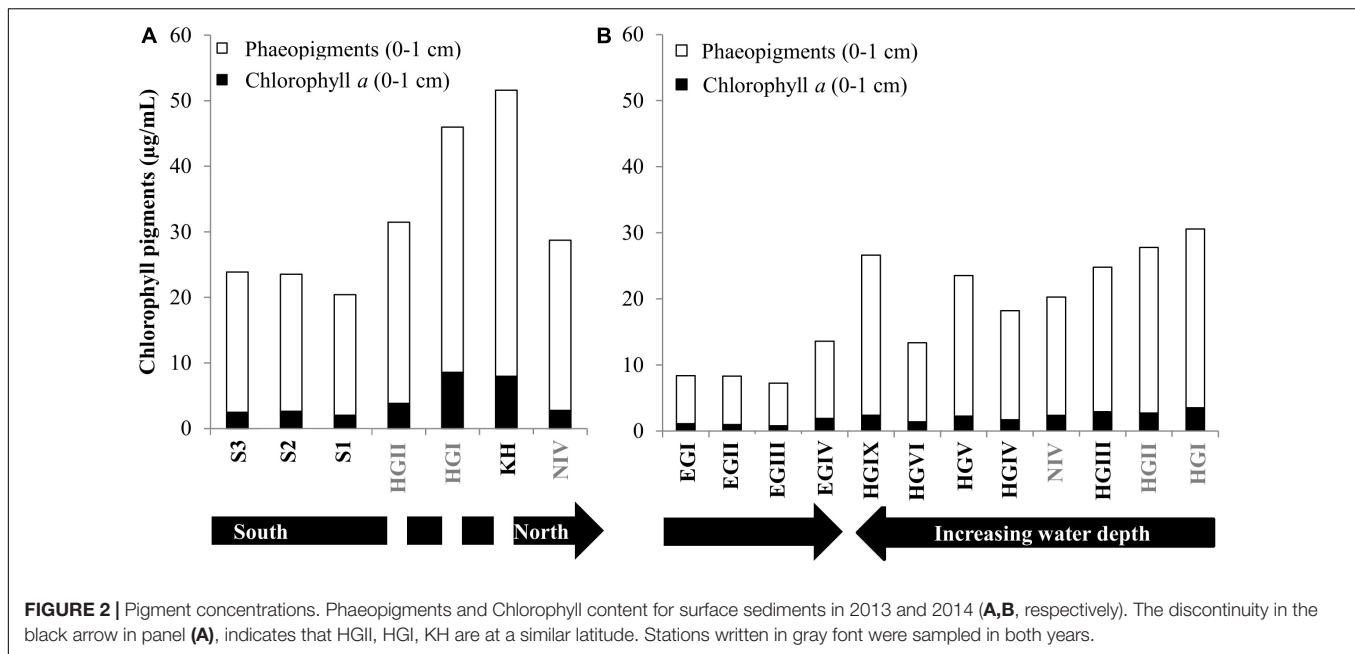 A
60
50
40
30
20
10
0
Chlorophyll pigments (µg/mL)
Phaeopigments (0-1 cm)
Chlorophyll a (0-1 cm)
S3
S2
S1
HGII
HGI
KH
NIV
South
North
B
60
50
40
30
20
10
0
Phaeopigments (0-1 cm)
Chlorophyll a (0-1 cm)
EGI
EGII
EGIII
EGIV
HGIX
HGVI
HGV
HGIV
NIV
HGIII
HGII
HGI
Increasing water depth
FIGURE 2 | Pigment concentrations. Phaeopigments and Chlorophyll content for surface sediments in 2013 and 2014 (A,B, respectively). The discontinuity in the
black arrow in panel (A), indicates that HGII, HGI, KH are at a similar latitude. Stations written in gray font were sampled in both years.